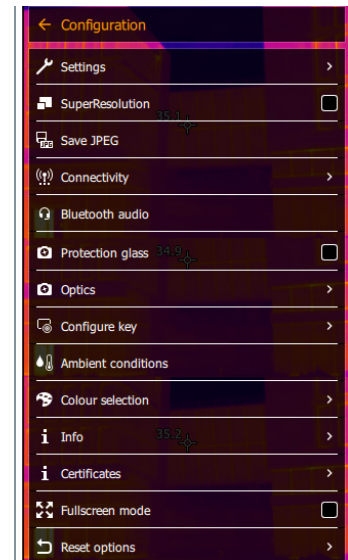 Configuration
Settings
SuperResolution
35.1
Save JPEG
Connectivity
Bluetooth audio
Protection glass
34.9
Optics
Configure key
Ambient conditions
Colour selection
Info
35.2
Certificates
Fullscreen mode
Reset options